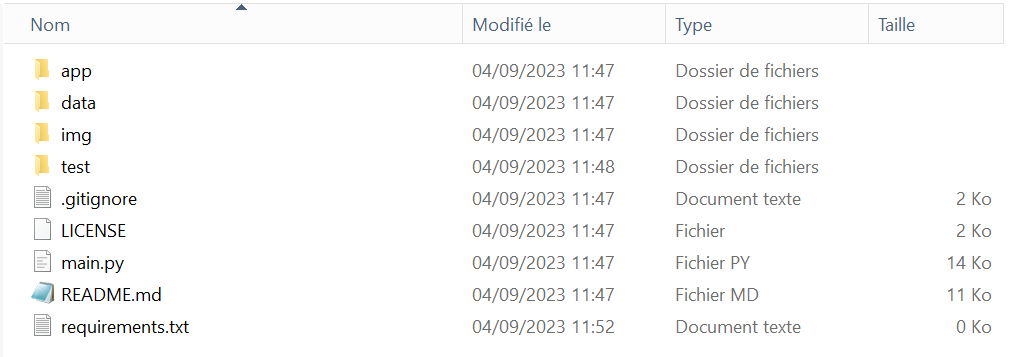 Nom Modifié le Type Taille
app 04/09/2023 11:47 Dossier de fichiers
data 04/09/2023 11:47 Dossier de fichiers
img 04/09/2023 11:47 Dossier de fichiers
test 04/09/2023 11:48 Dossier de fichiers
.gitignore 04/09/2023 11:47 Document texte 2 Ko
LICENSE 04/09/2023 11:47 Fichier 2 Ko
main.py 04/09/2023 11:47 Fichier PY 14 Ko
README.md 04/09/2023 11:47 Fichier MD 11 Ko
requirements.txt 04/09/2023 11:52 Document texte 0 Ko